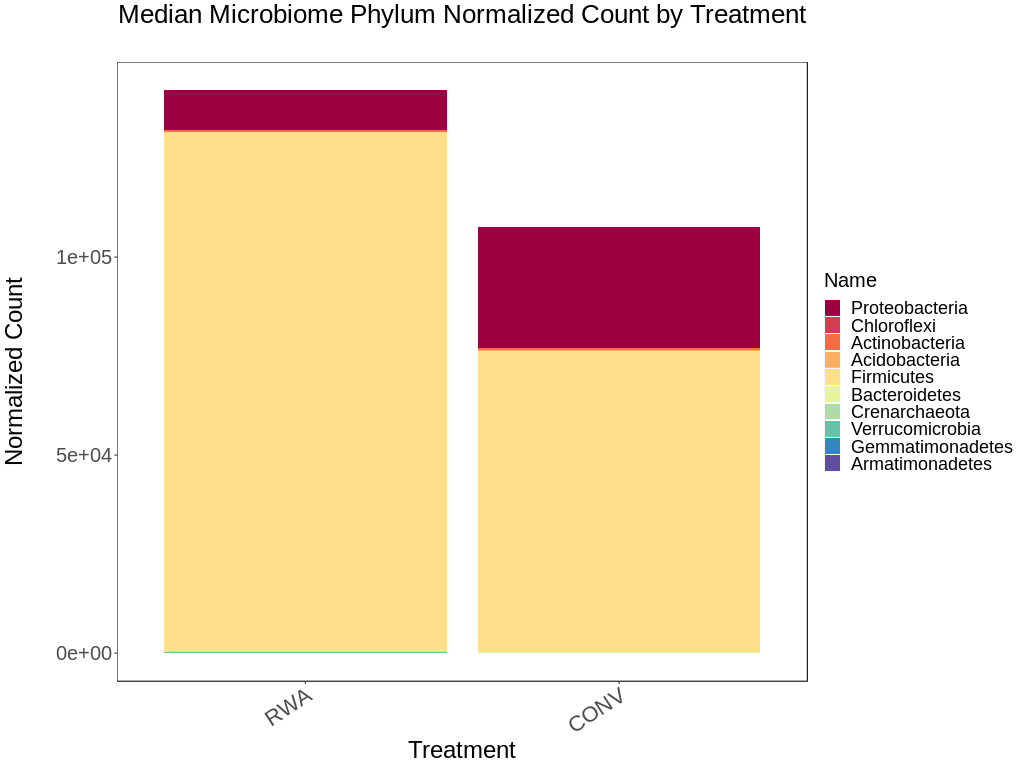 Median Microbiome Phylum Normalized Count by Treatment
Normalized Count
1e+05
5e+04
0e+00
RWA
CONV
Treatment
Name
Proteobacteria
Chloroflexi
Actinobacteria
Acidobacteria
Firmicutes
Bacteroidetes
Crenarchaeota
Verrucomicrobia
Gemmatimonadetes
Armatimonadetes